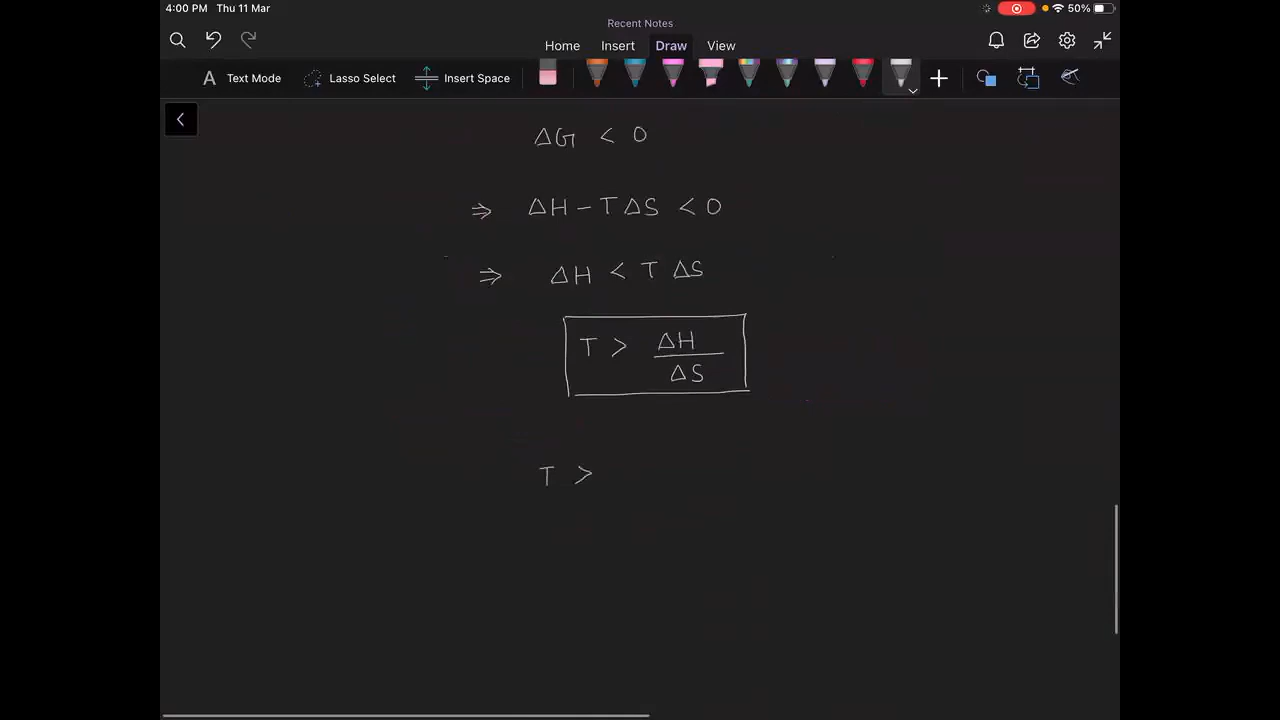 4:00 PM Thu 11 Mar
50%
Recent Notes
Home Insert Draw View
Text Mode Lasso Select Insert Space
ΔG < 0
⇒ ΔH - TΔS < 0
⇒ ΔH < T ΔS
T > ΔH
ΔS
T >